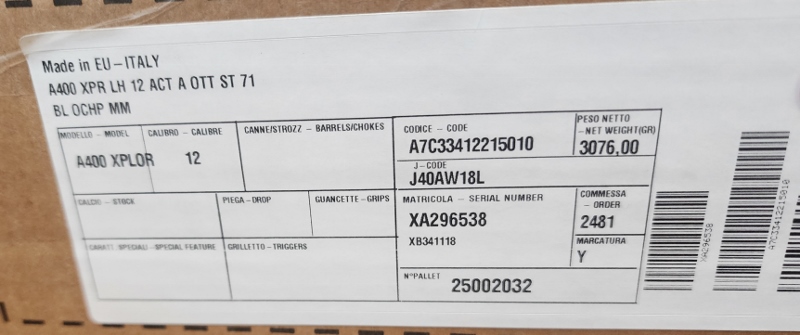 Made in EU-ITALY
A400 XPR LH 12 ACT A OTT ST 71
BL OCHP MM
MODELLO - MODEL
A400 XPLOR
CALIBRO - CALIBRE
12
CANNE/STROZZ - BARRELS/CHOKES
CODICE - CODE
A7C33412215010
PESO NETTO
-NET WEIGHT(GR)
3076,00
J-CODE
J40AW18L
CALCIO - STOCK
PIEGA-DROP
GUANCETTE-GRIPS
MATRICOLA - SERIAL NUMBER
XA296538
XB341118
COMMESSA
- ORDER
2481
MARCATURA
Y
CARATT SPECIALI -SPECIAL FEATURE
GRILLETTO-TRIGGERS
N°PALLET
25002032
XA296538
A7C33412215010